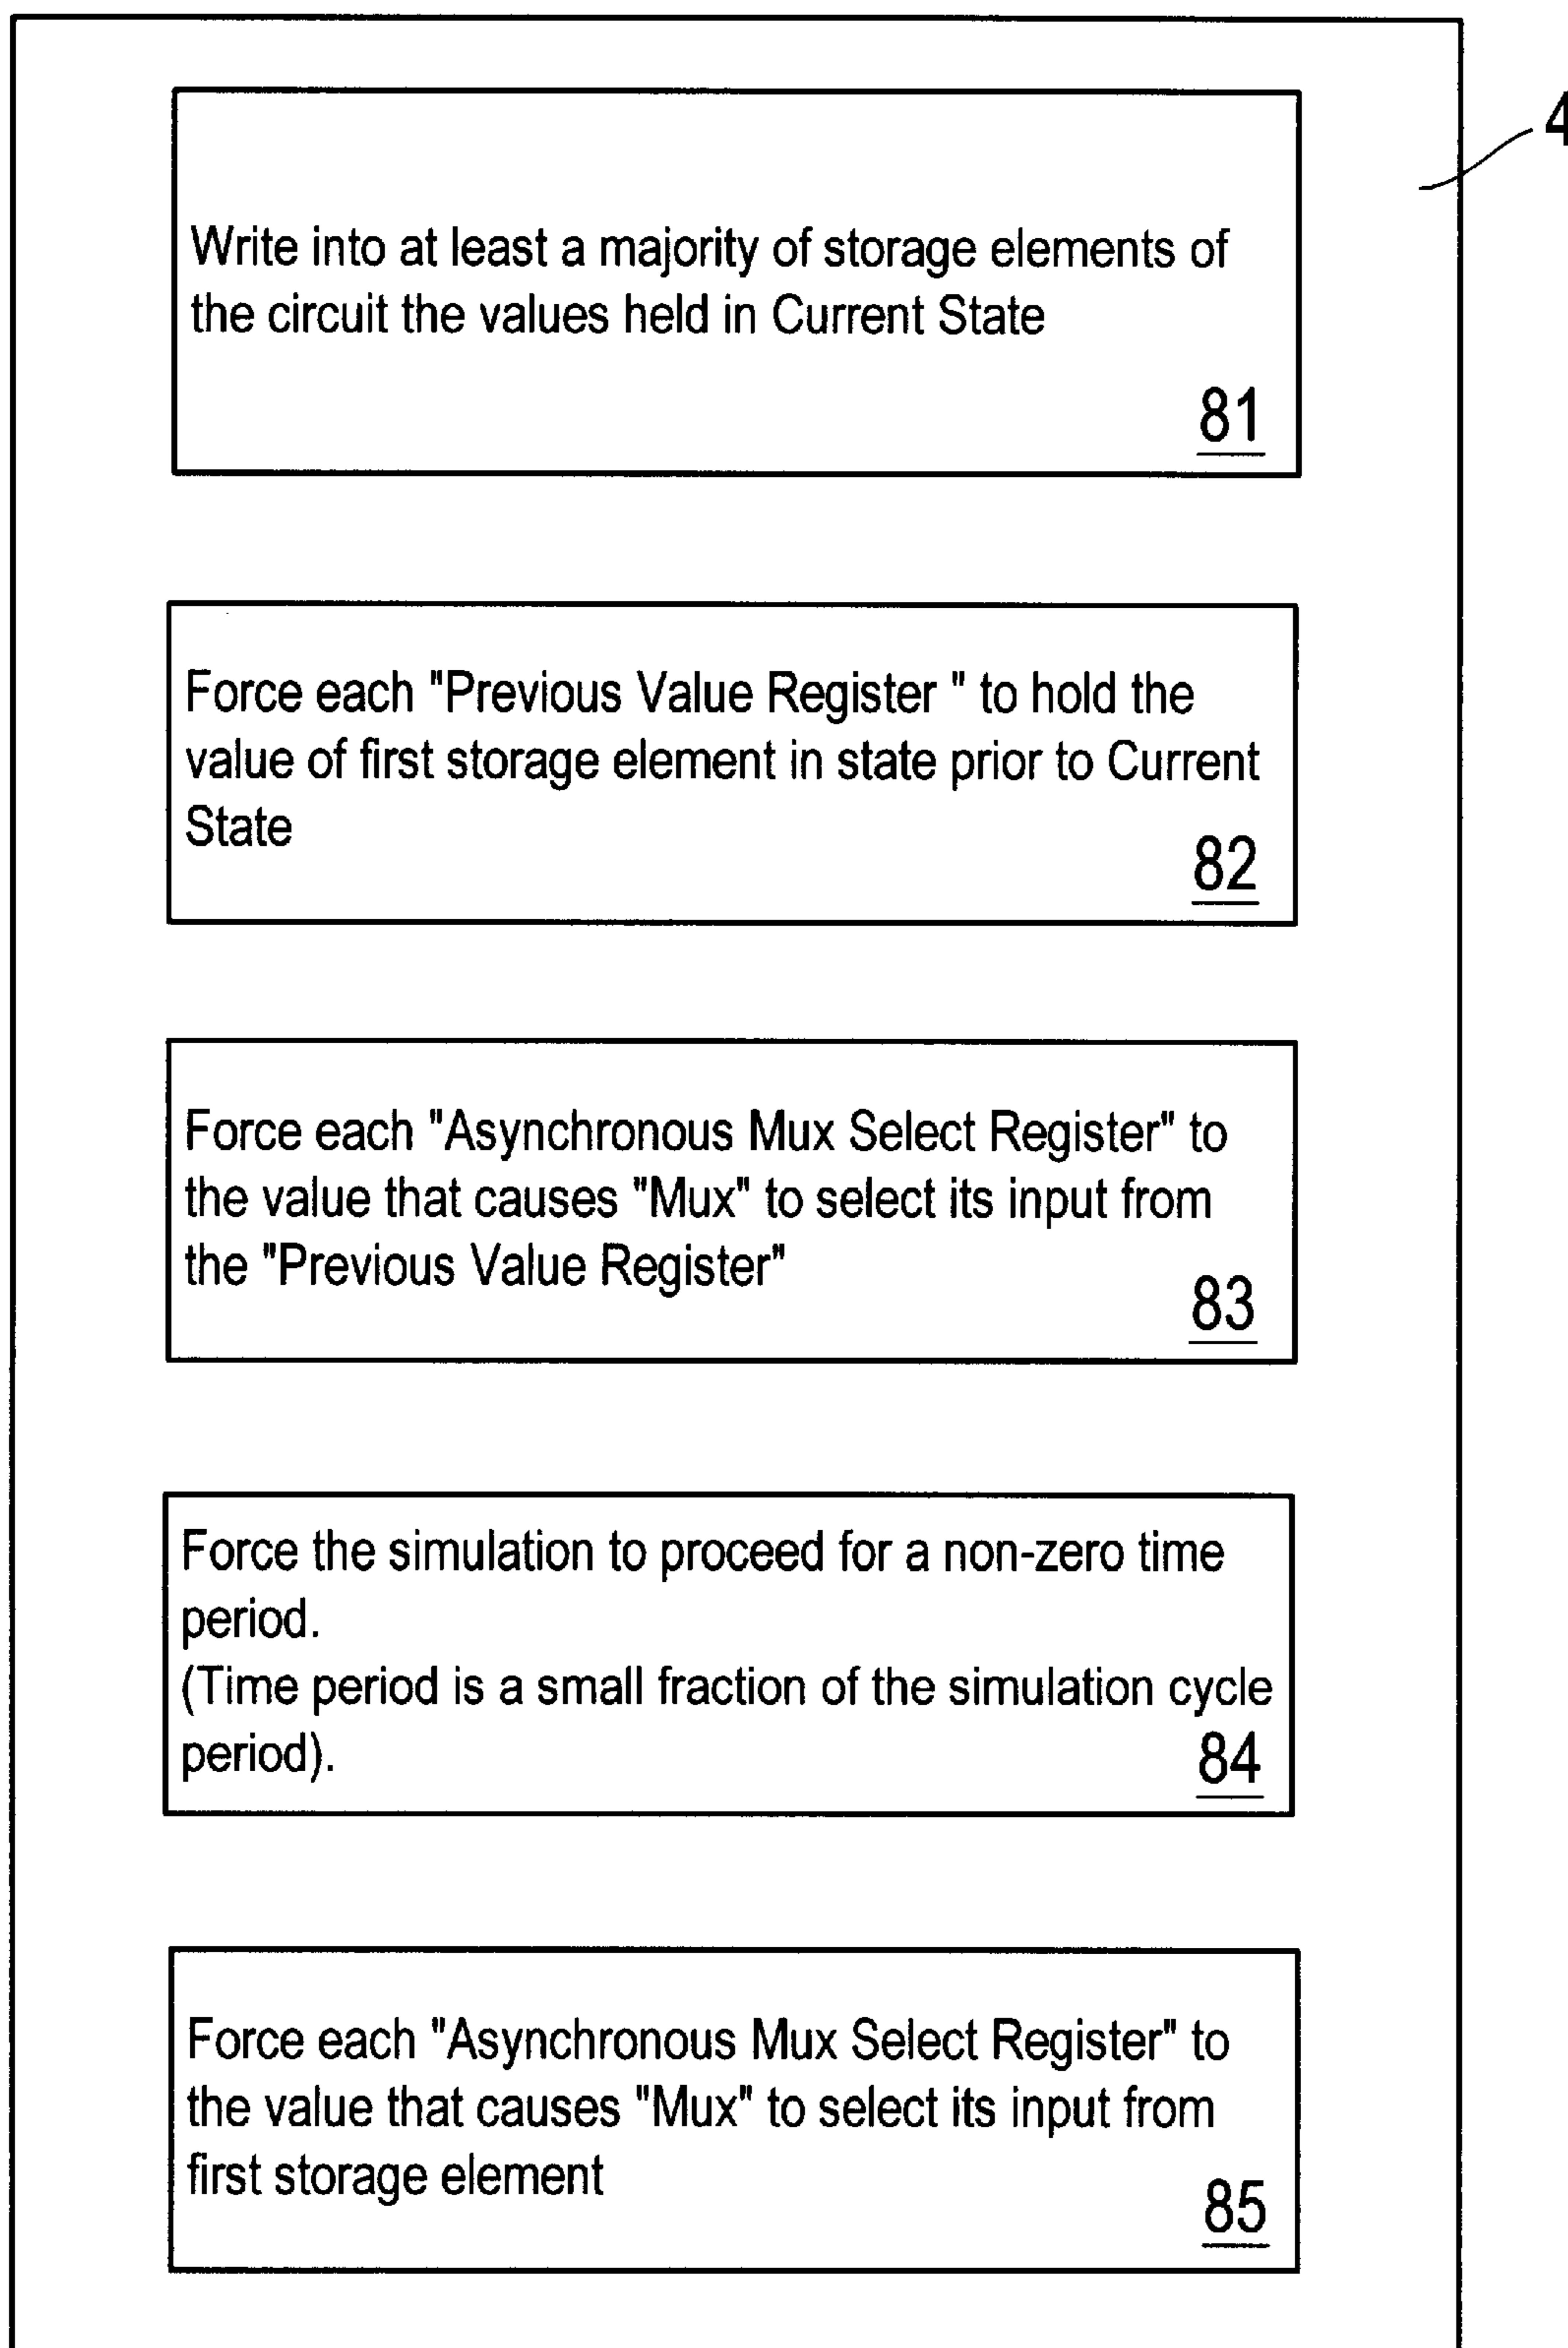 4
Write into at least a majority of storage elements of
the circuit the values held in Current State
81
Force each "Previous Value Register " to hold the
value of first storage element in state prior to Current
State
82
Force each "Asynchronous Mux Select Register" to
the value that causes "Mux" to select its input from
the "Previous Value Register"
83
Force the simulation to proceed for a non-zero time
period.
(Time period is a small fraction of the simulation cycle
period).
84
Force each "Asynchronous Mux Select Register" to
the value that causes "Mux" to select its input from
first storage element
85